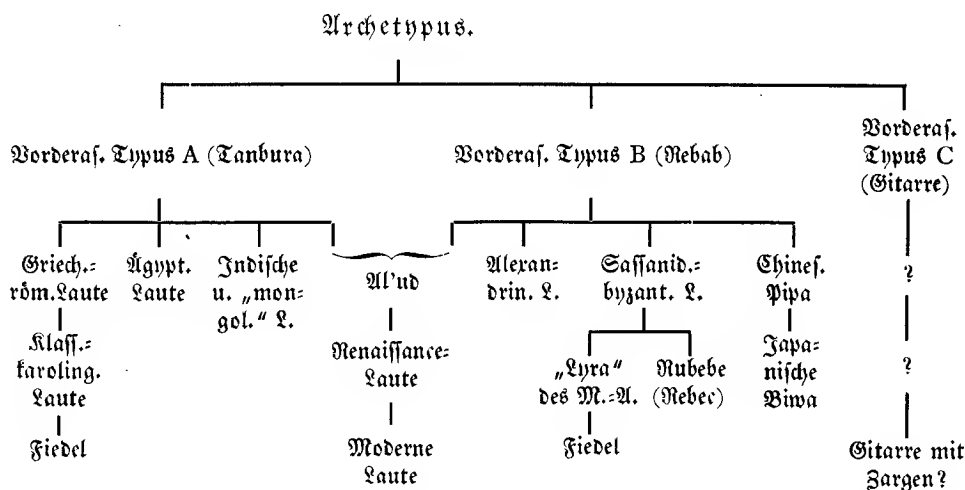 Archetypus.
Vorderas. Typus A (Tanbura)
Vorderas. Typus B (Rebab)
Vorderas.
Typus C
(Gitarre)
Griech.=
röm. Laute
Ägypt.
Laute
Indische
u. „mon=
gol.“ L.
Al'ud
Alexan=
drin. L.
Sassanid.=
byzant. L.
Chines.
Pipa
?
Klass.=
karoling.
Laute
Renaissance=
Laute
„Lyra“
des M.=A.
Rubebe
(Rebec)
Japa=
nische
Biwa
?
Fiedel
Moderne
Laute
Fiedel
Gitarre mit
Zargen?